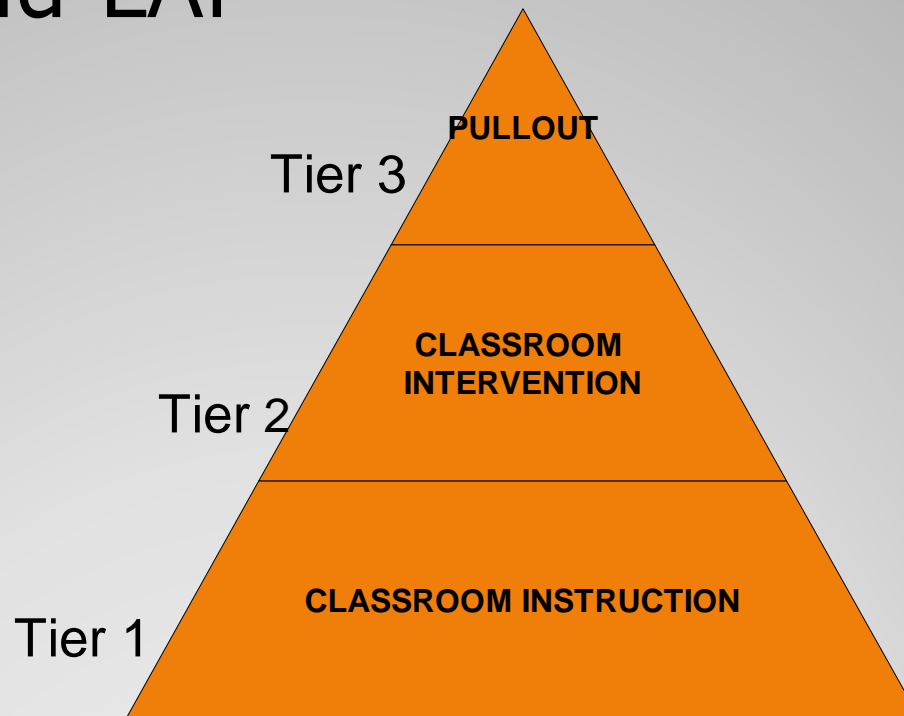 PULLOUT
Tier 3
CLASSROOM
INTERVENTION
Tier 2
CLASSROOM INSTRUCTION
Tier 1